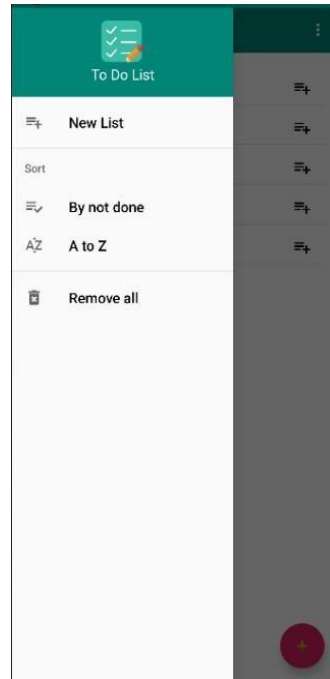 To Do List
New List
Sort
By not done
A to Z
Remove all